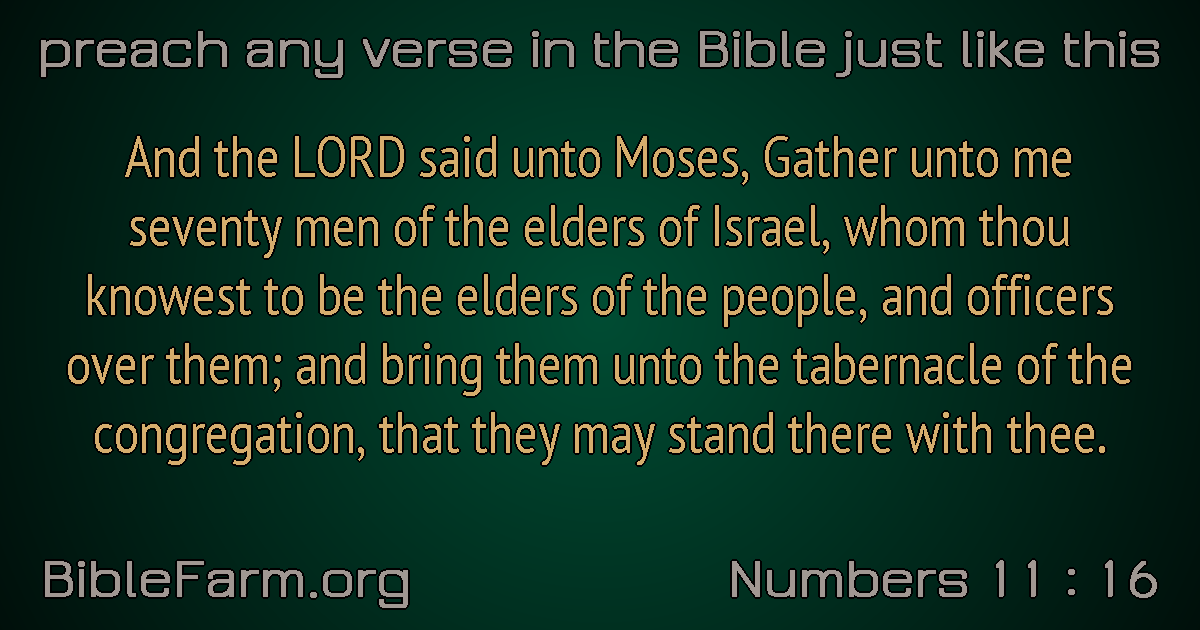 preach any verse in the Bible just like this
And the LORD said unto Moses, Gather unto me
seventy men of the elders of Israel, whom thou
knowest to be the elders of the people, and officers
over them; and bring them unto the tabernacle of the
congregation, that they may stand there with thee.
BibleFarm.org
Numbers 11 : 16